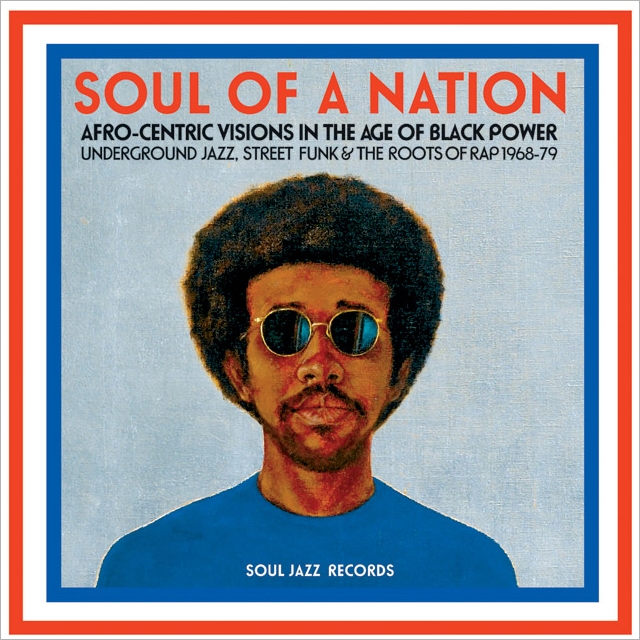 SOUL OF A NATION
AFRO-CENTRIC VISIONS IN THE AGE OF BLACK POWER
UNDERGROUND JAZZ, STREET FUNK & THE ROOTS OF RAP 1968-79
SOUL JAZZ RECORDS